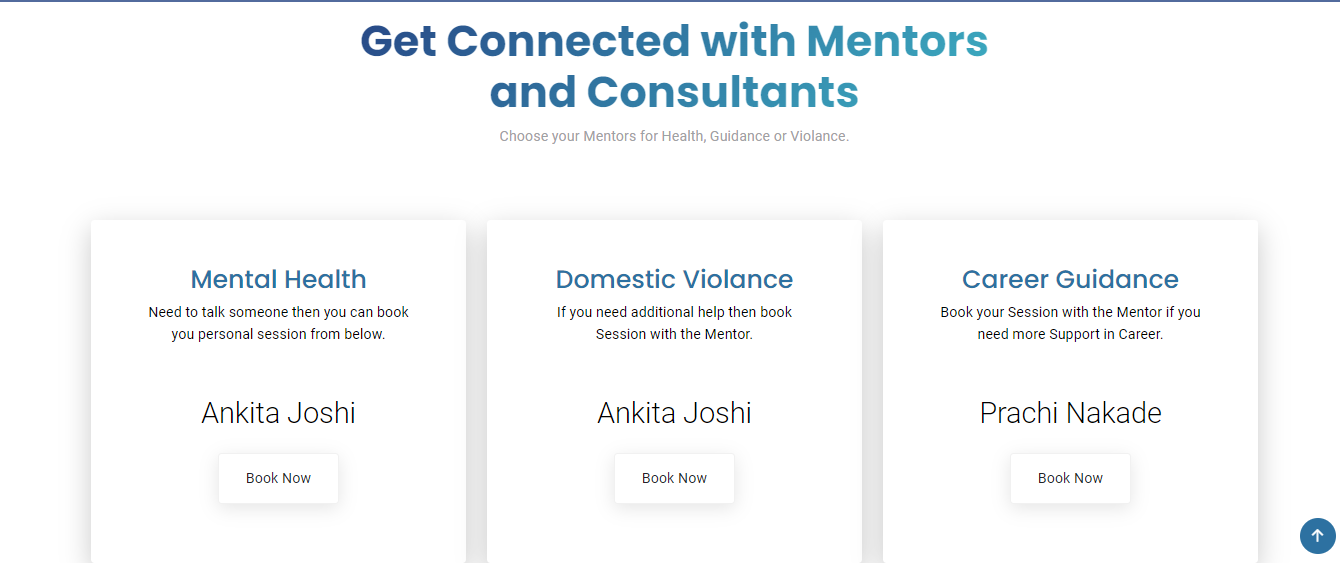 Get Connected with Mentors
and Consultants
Choose your Mentors for Health, Guidance or Violance.
Mental Health
Need to talk someone then you can book
you personal session from below.
Ankita Joshi
Book Now
Domestic Violance
If you need additional help then book
Session with the Mentor.
Ankita Joshi
Book Now
Career Guidance
Book your Session with the Mentor if you
need more Support in Career.
Prachi Nakade
Book Now